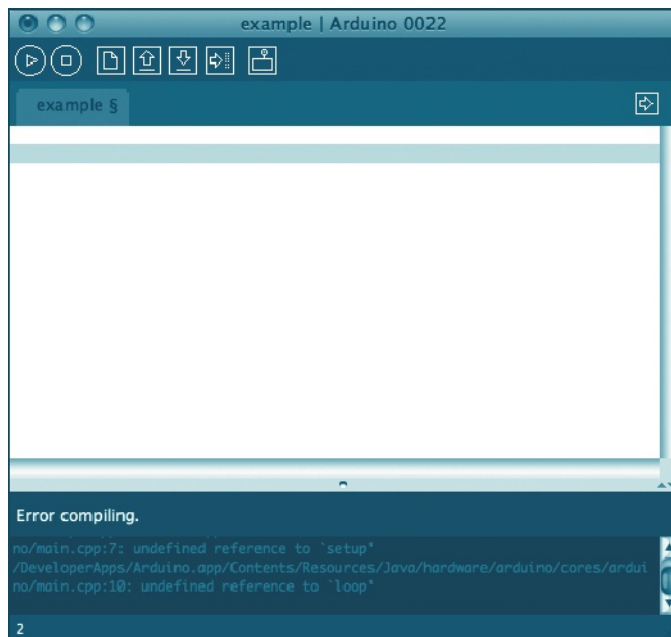 example | Arduino 0022
example §
Error compiling.
no/main.cpp:7: undefined reference to `setup'
/DeveloperApps/Arduino.app/Contents/Resources/Java/hardware/arduino/cores/ardui
no/main.cpp:10: undefined reference to `loop'
2